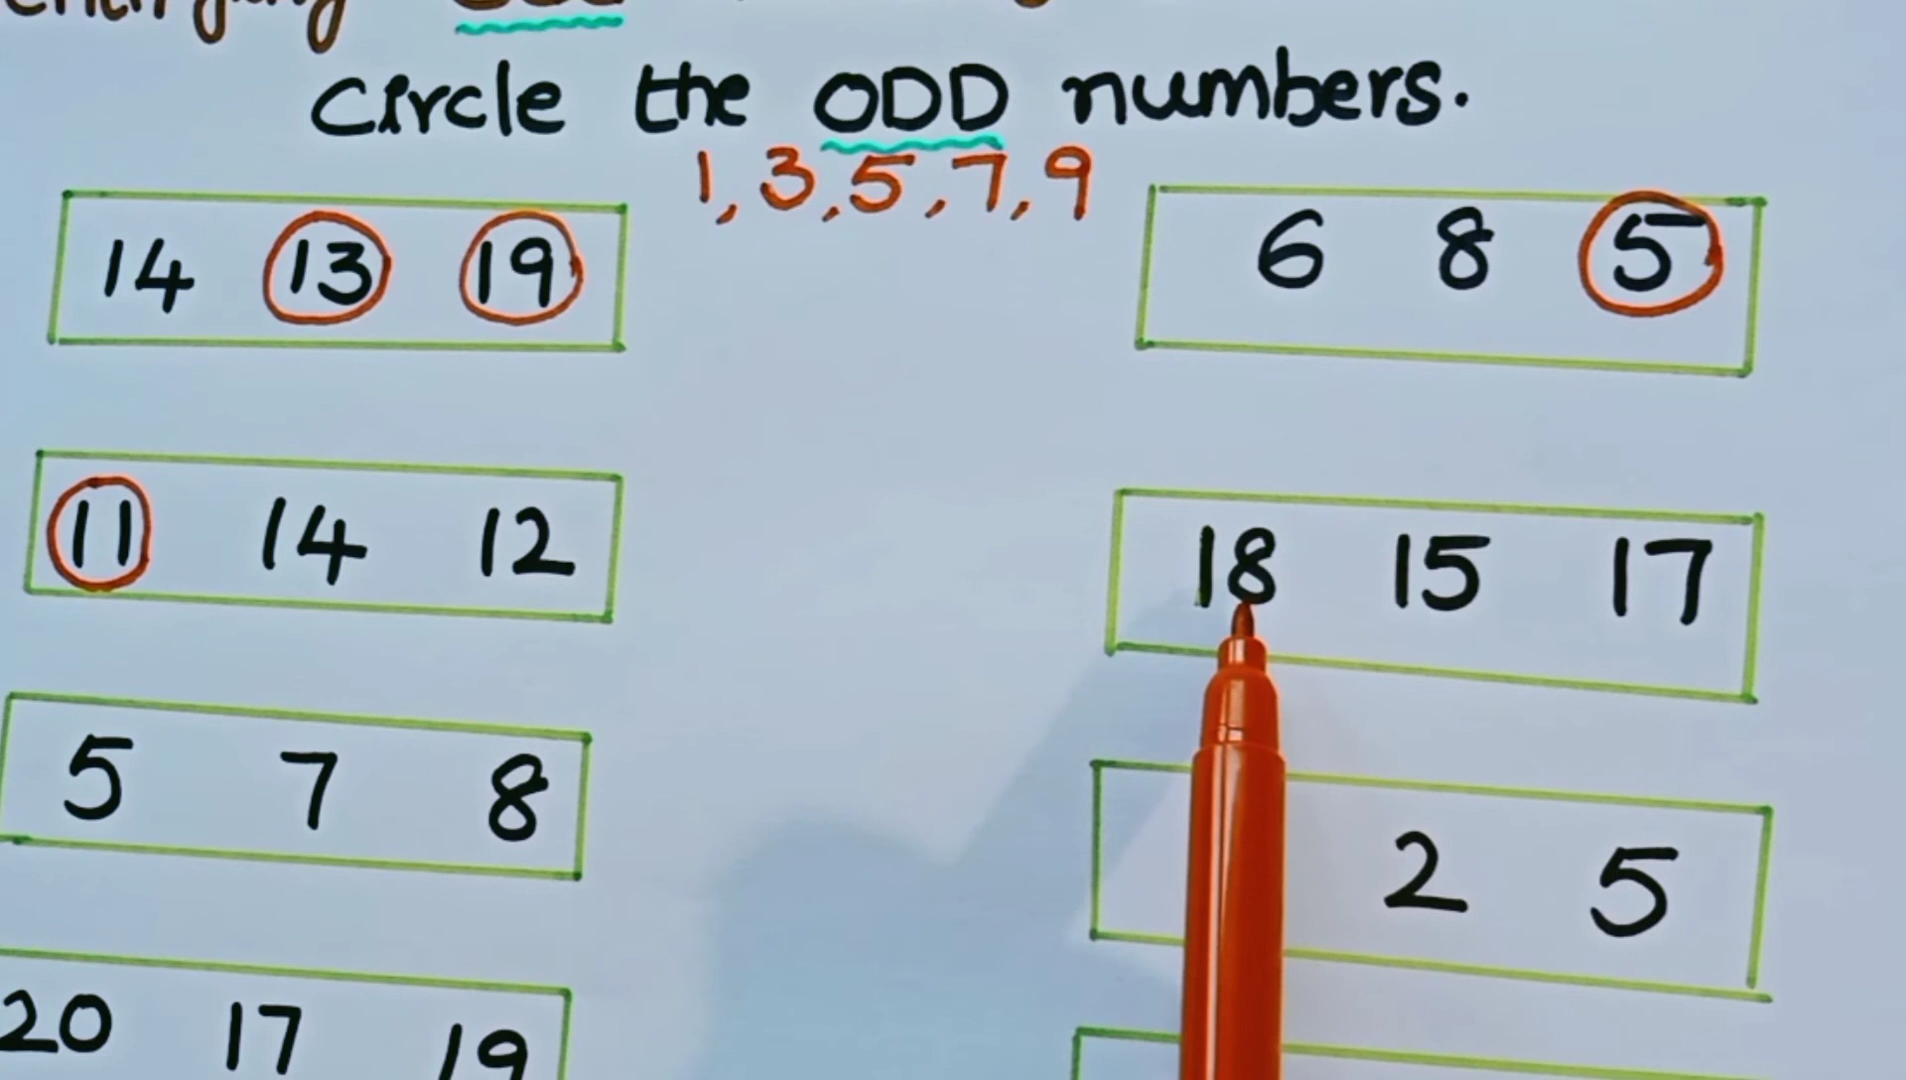 Circle the ODD numbers.
1, 3, 5, 7, 9
14 13 19
6 8 5
11 14 12
18 15 17
5 7 8
2 5
20 17 19